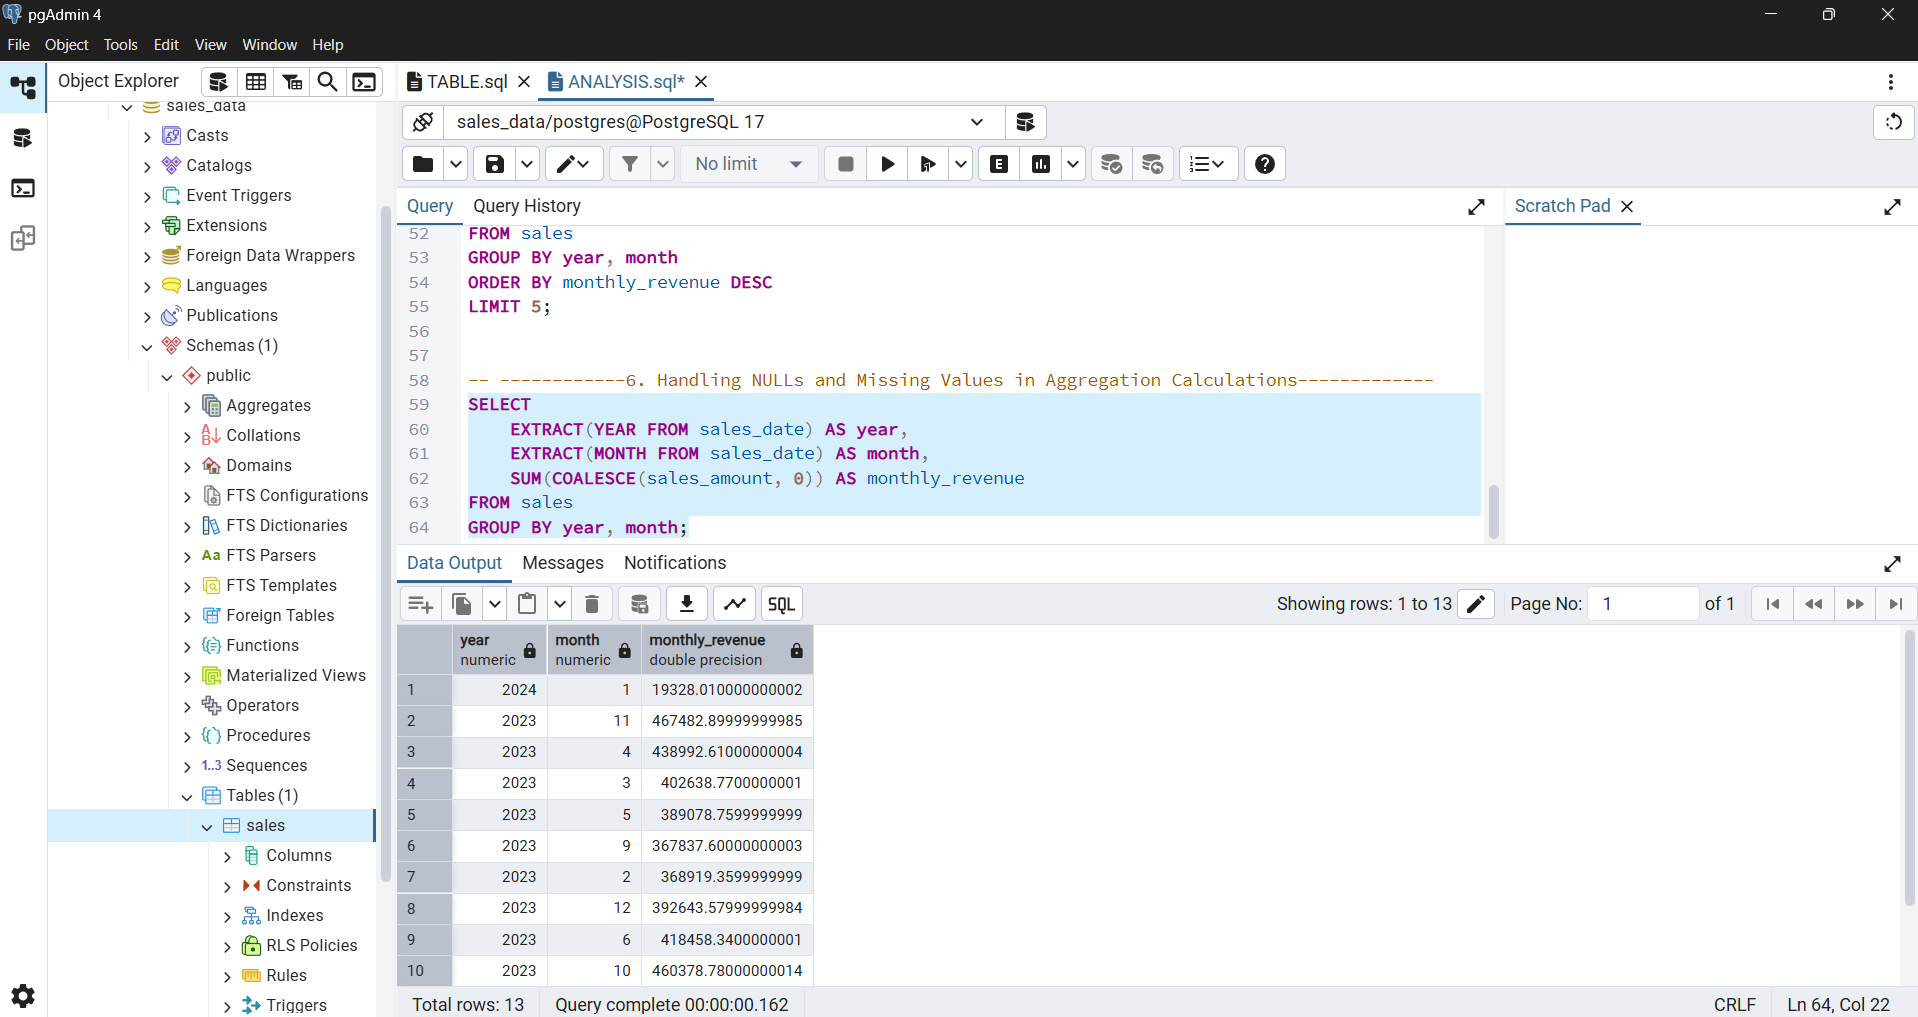 pgAdmin 4
File Object Tools Edit View Window Help
Object Explorer
sales_data
Casts
Catalogs
Event Triggers
Extensions
Foreign Data Wrappers
Languages
Publications
Schemas (1)
public
Aggregates
Collations
Domains
FTS Configurations
FTS Dictionaries
Aa FTS Parsers
FTS Templates
Foreign Tables
Functions
Materialized Views
Operators
Procedures
1..3 Sequences
Tables (1)
sales
Columns
Constraints
Indexes
RLS Policies
Rules
Triggers
TABLE.sql ANALYSIS.sql*
sales_data/postgres@PostgreSQL 17
No limit
E
Query Query History
Scratch Pad
52 FROM sales
53 GROUP BY year, month
54 ORDER BY monthly_revenue DESC
55 LIMIT 5;
56
57
58 -- ------------6. Handling NULLs and Missing Values in Aggregation Calculations-------------
59 SELECT
60 EXTRACT(YEAR FROM sales_date) AS year,
61 EXTRACT(MONTH FROM sales_date) AS month,
62 SUM(COALESCE(sales_amount, 0)) AS monthly_revenue
63 FROM sales
64 GROUP BY year, month;
Data Output Messages Notifications
SQL
Showing rows: 1 to 13 Page No: 1 of 1
year month monthly_revenue
numeric numeric double precision
1 2024 1 19328.010000000002
2 2023 11 467482.89999999985
3 2023 4 438992.61000000004
4 2023 3 402638.7700000001
5 2023 5 389078.7599999999
6 2023 9 367837.60000000003
7 2023 2 368919.3599999999
8 2023 12 392643.57999999984
9 2023 6 418458.3400000001
10 2023 10 460378.78000000014
Total rows: 13 Query complete 00:00:00.162
CRLF Ln 64, Col 22